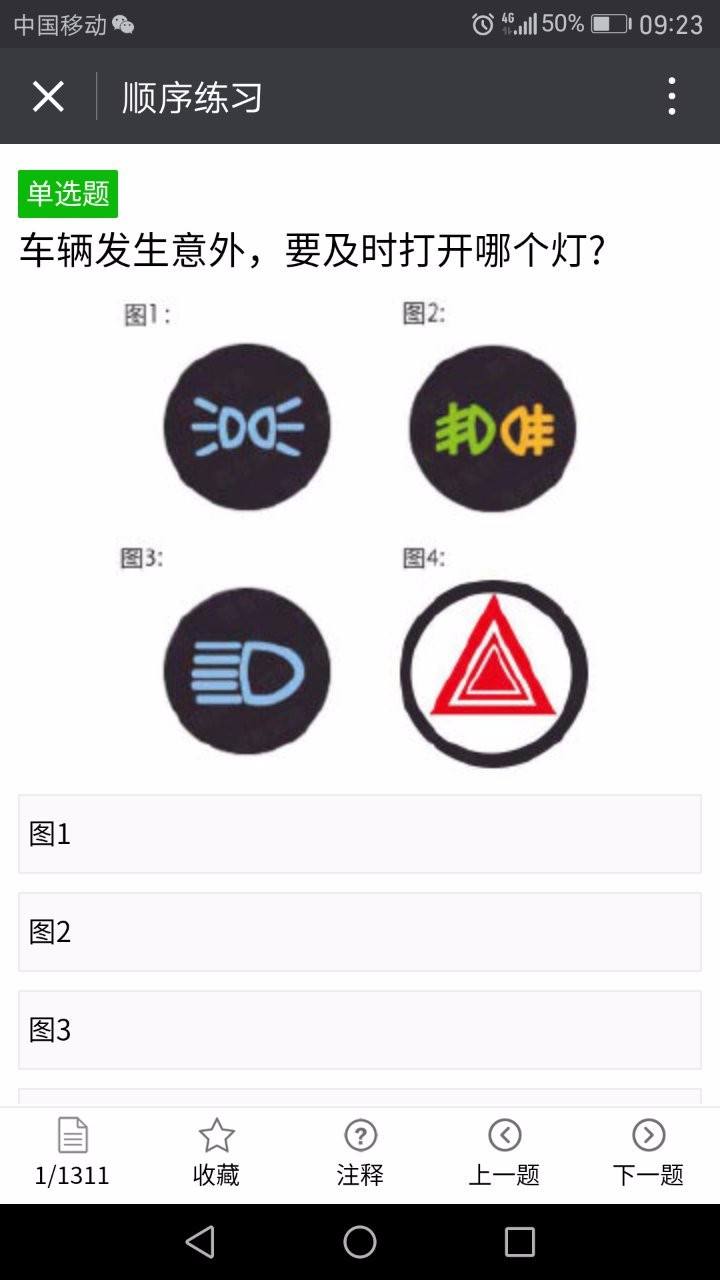 中国移动
4G 50% 09:23
顺序练习
单选题
车辆发生意外，要及时打开哪个灯?
图1: 图2:
图3: 图4:
图1
图2
图3
1/1311 收藏 注释 上一题 下一题